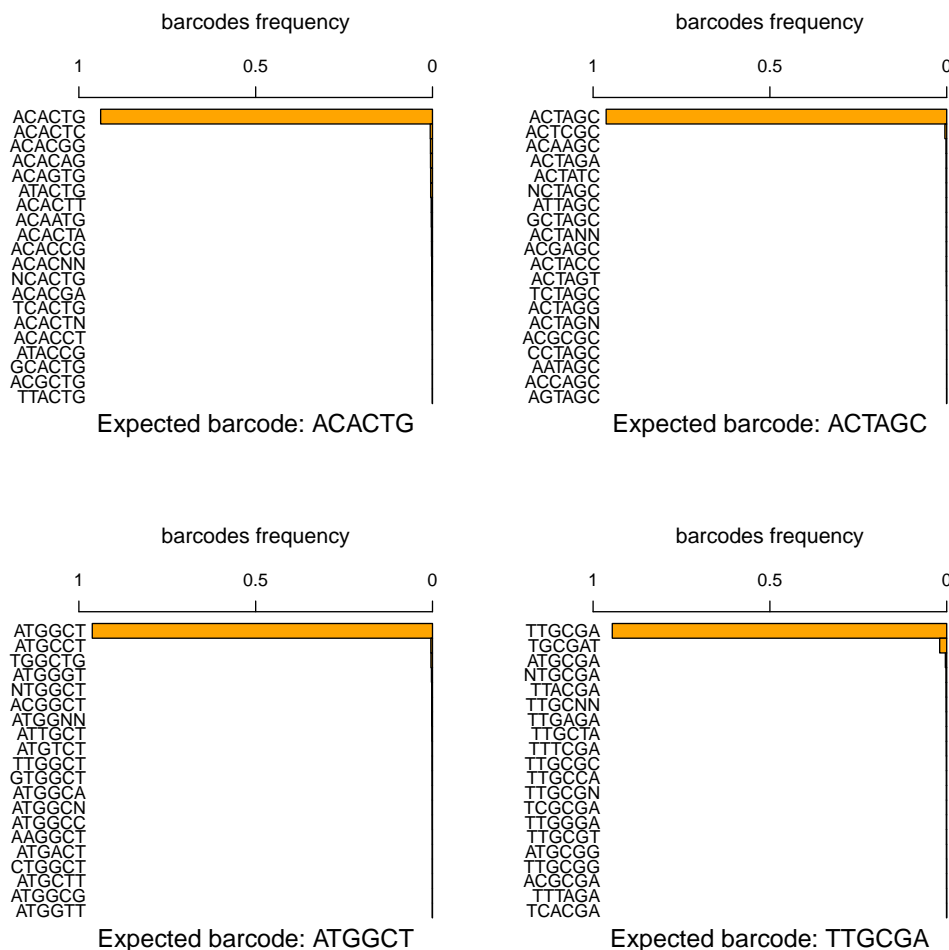 barcodes frequency
1 0.5 0
ACACTG
ACACTC
ACACGG
ACACAG
ACAGTG
ATACTG
ACACTT
ACAATG
ACACTA
ACACCG
ACACNN
NCACTG
ACACGA
TCACTG
ACACTN
ACACCT
ATACCG
GCACTG
ACGCTG
TTACTG
Expected barcode: ACACTG
barcodes frequency
1 0.5 0
ACTAGC
ACTCGC
ACAAGC
ACTAGA
ACTATC
NCTAGC
ATTAGC
GCTAGC
ACTANN
ACGAGC
ACTACC
ACTAGT
TCTAGC
ACTAGG
ACTAGN
ACGCGC
CCTAGC
AATAGC
ACCAGC
AGTAGC
Expected barcode: ACTAGC
barcodes frequency
1 0.5 0
ATGGCT
ATGCCT
TGGCTG
ATGGGT
NTGGCT
ACGGCT
ATGGNN
ATTGCT
ATGTCT
TTGGCT
GTGGCT
ATGGCA
ATGGCN
ATGGCC
AAGGCT
ATGACT
CTGGCT
ATGCTT
ATGGCG
ATGGTT
Expected barcode: ATGGCT
barcodes frequency
1 0.5 0
TTGCGA
TGCGAT
ATGCGA
NTGCGA
TTACGA
TTGCNN
TTGAGA
TTGCTA
TTTCGA
TTGCGC
TTGCCA
TTGCGN
TCGCGA
TTGGGA
TTGCGT
ATGCGG
TTGCGG
ACGCGA
TTTAGA
TCACGA
Expected barcode: TTGCGA